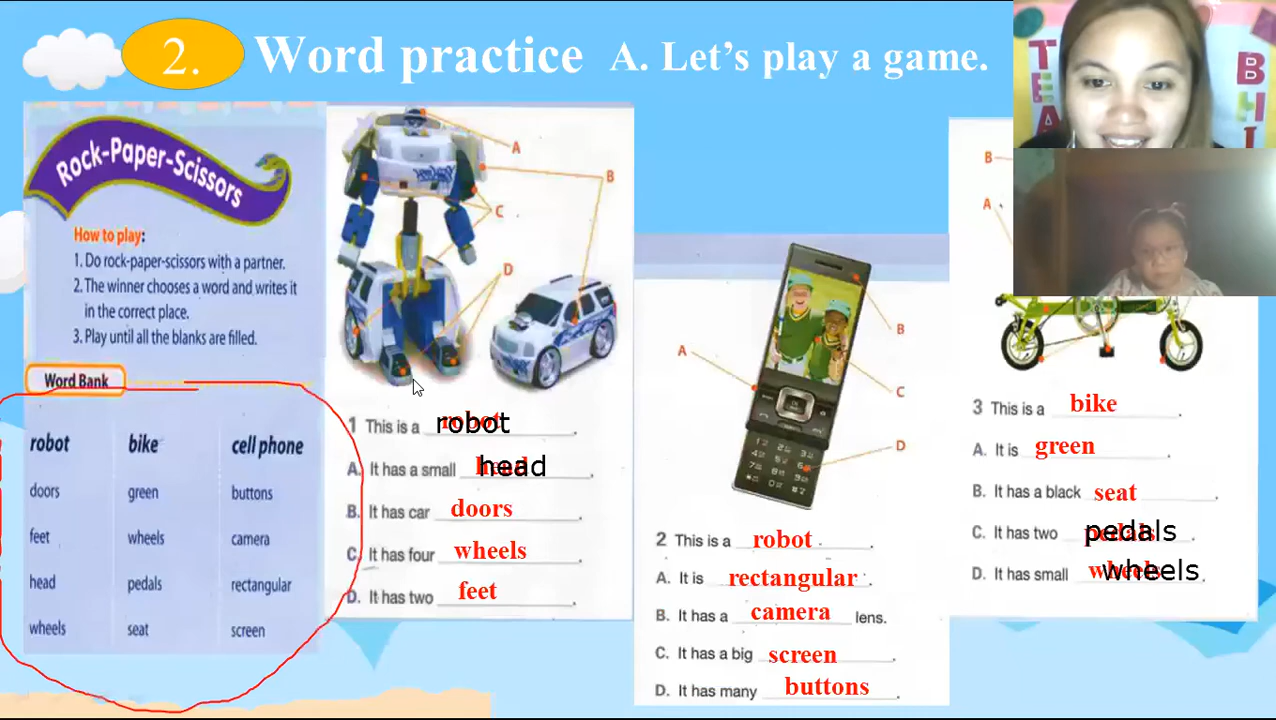 2. Word practice A. Let's play a game.
Rock-Paper-Scissors
How to play:
1. Do rock-paper-scissors with a partner.
2. The winner chooses a word and writes it
in the correct place.
3. Play until all the blanks are filled.
Word Bank
robot bike cell phone
doors green buttons
feet wheels camera
head pedals rectangular
wheels seat screen
A
B
C
D
1 This is a robot robot
A. It has a small head head.
B. It has car doors.
C. It has four wheels.
D. It has two feet.
A
B
C
D
2 This is a robot.
A. It is rectangular.
B. It has a camera lens.
C. It has a big screen.
D. It has many buttons.
B
A
3 This is a bike.
A. It is green.
B. It has a black seat.
C. It has two pedals pedals
D. It has small wheels wheels.
TEA
BHI